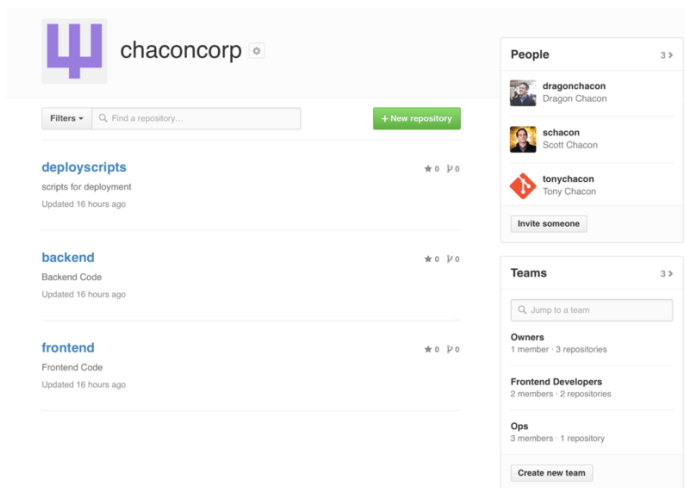 chaconcorp
Filters
Find a repository...
+ New repository
deployscripts
0 0
scripts for deployment
Updated 16 hours ago
backend
0 0
Backend Code
Updated 16 hours ago
frontend
0 0
Frontend Code
Updated 16 hours ago
People 3
dragonchacon
Dragon Chacon
schacon
Scott Chacon
tonychacon
Tony Chacon
Invite someone
Teams 3
Jump to a team
Owners
1 member · 3 repositories
Frontend Developers
2 members · 2 repositories
Ops
3 members · 1 repository
Create new team